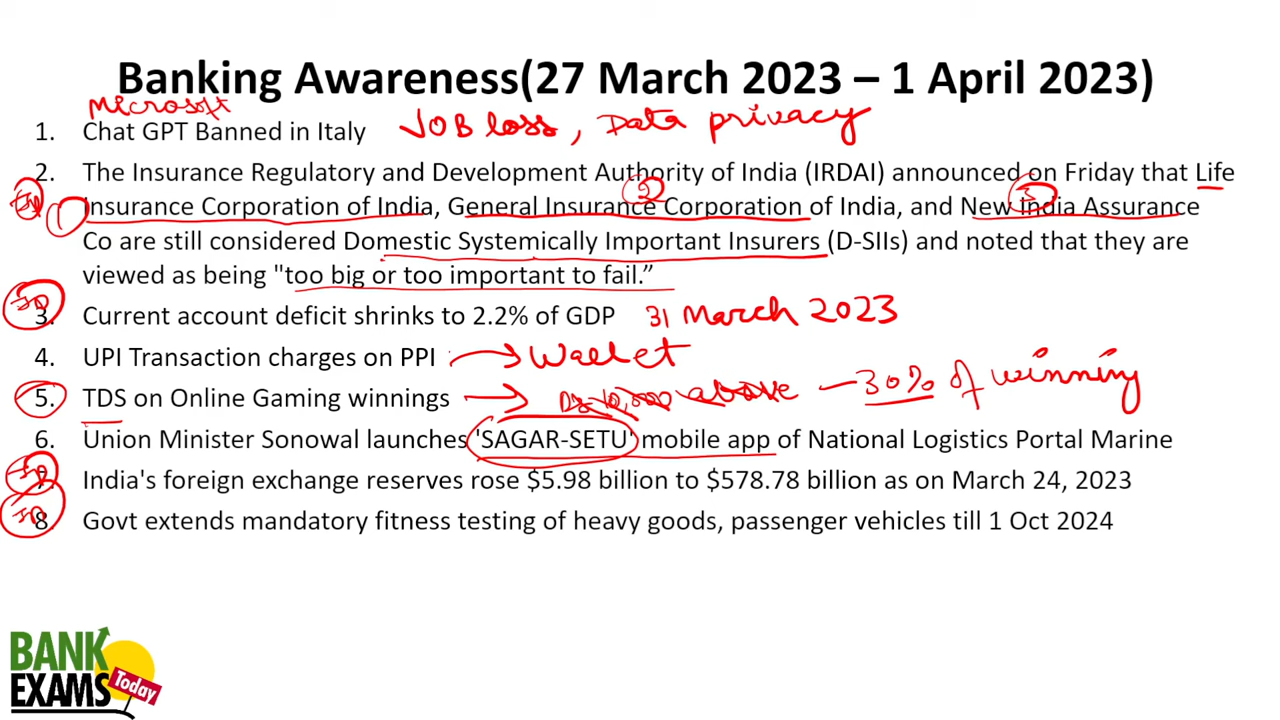 Banking Awareness(27 March 2023 – 1 April 2023)
Microsoft
1. Chat GPT Banned in Italy JOB loss, Data privacy
2. The Insurance Regulatory and Development Authority of India (IRDAI) announced on Friday that Life
1 2 3
Insurance Corporation of India, General Insurance Corporation of India, and New India Assurance
Co are still considered Domestic Systemically Important Insurers (D-SIIs) and noted that they are
viewed as being "too big or too important to fail.”
3. Current account deficit shrinks to 2.2% of GDP 31 March 2023
4. UPI Transaction charges on PPI → Wallet
5. TDS on Online Gaming winnings → 10,000 above – 30% of winning
6. Union Minister Sonowal launches 'SAGAR-SETU' mobile app of National Logistics Portal Marine
7. India's foreign exchange reserves rose $5.98 billion to $578.78 billion as on March 24, 2023
8. Govt extends mandatory fitness testing of heavy goods, passenger vehicles till 1 Oct 2024
BANK
EXAMS Today